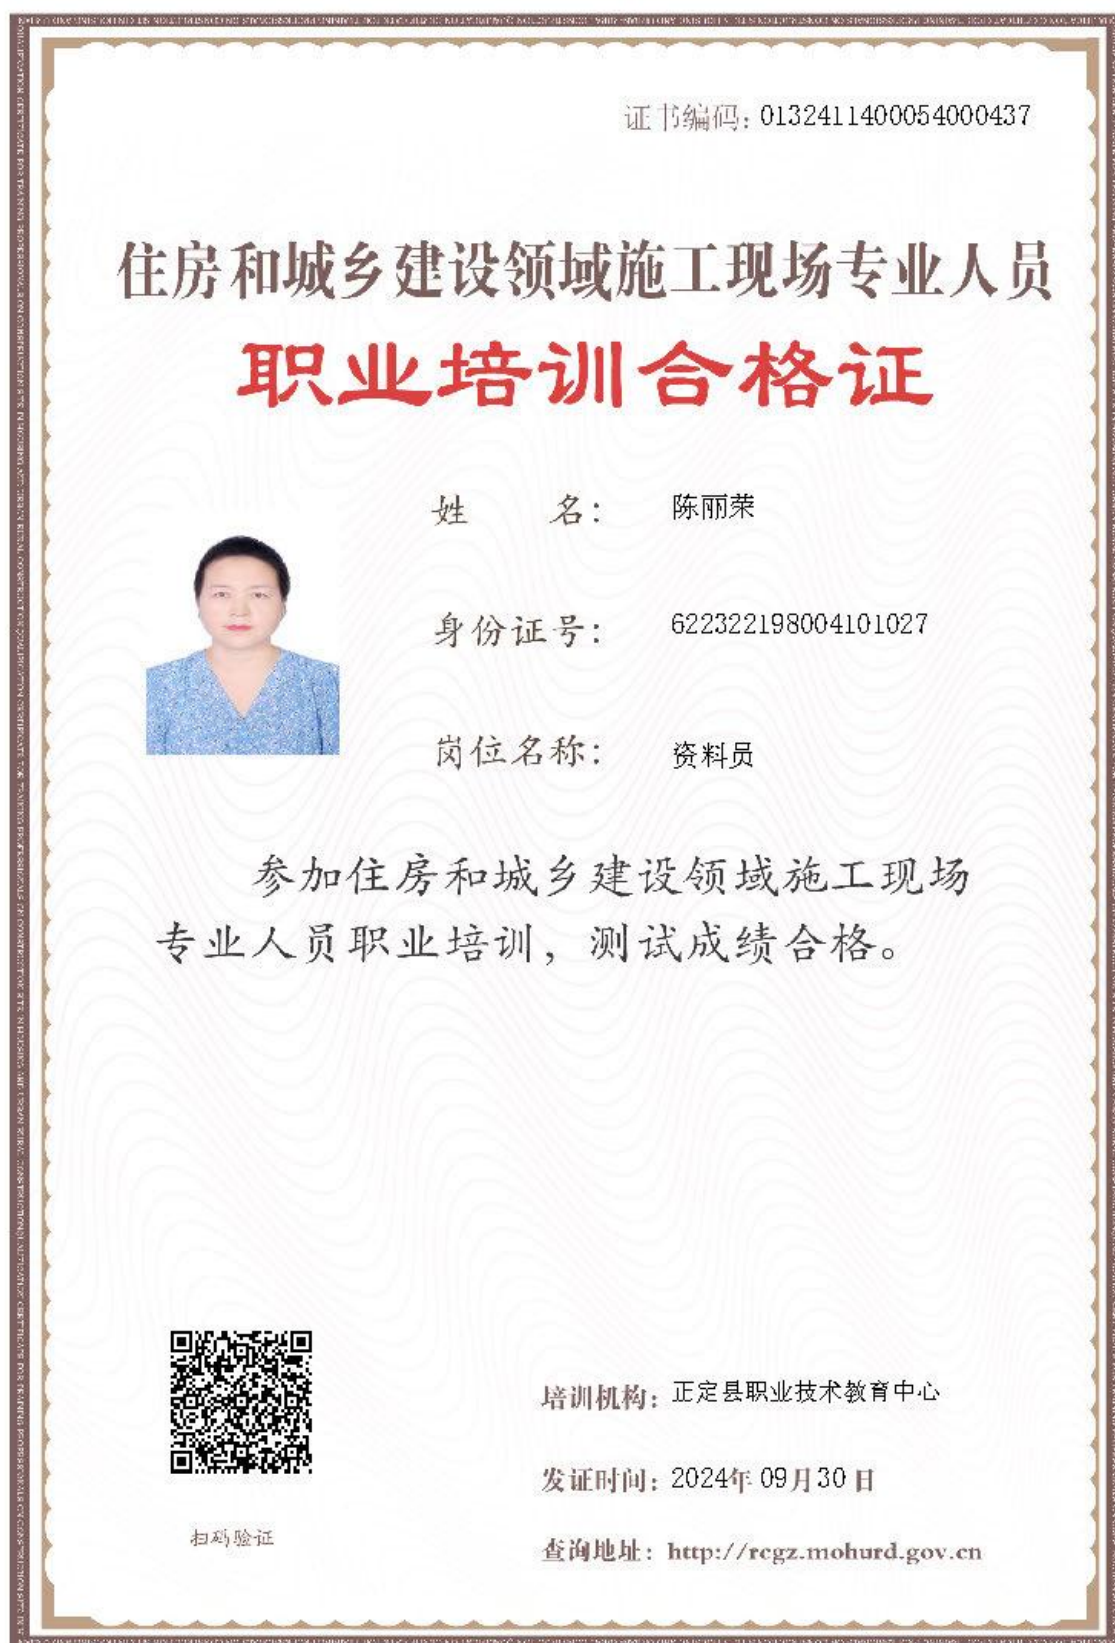 证书编码: 0132411400054000437
住房和城乡建设领域施工现场专业人员
职业培训合格证
姓 名: 陈丽荣
身份证号: 622322198004101027
岗位名称: 资料员
参加住房和城乡建设领域施工现场
专业人员职业培训，测试成绩合格。
培训机构: 正定县职业技术教育中心
发证时间: 2024年 09月30 日
扫码验证
查询地址: http://rcgz.mohurd.gov.cn